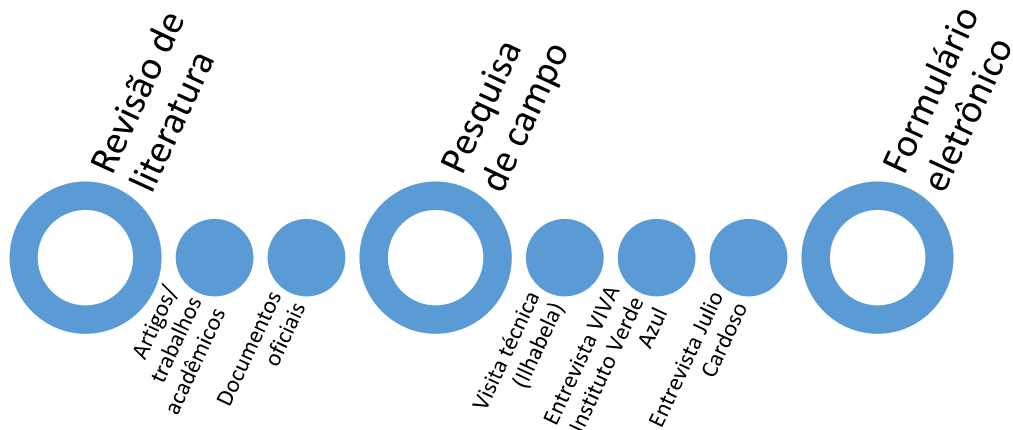 Revisão de
literatura
Artigos/
trabalhos
acadêmicos
Documentos
oficiais
Pesquisa
de campo
Visita técnica
(Ilhabela)
Entrevista VIVA
Instituto Verde
Azul
Entrevista Julio
Cardoso
Formulário
eletrônico